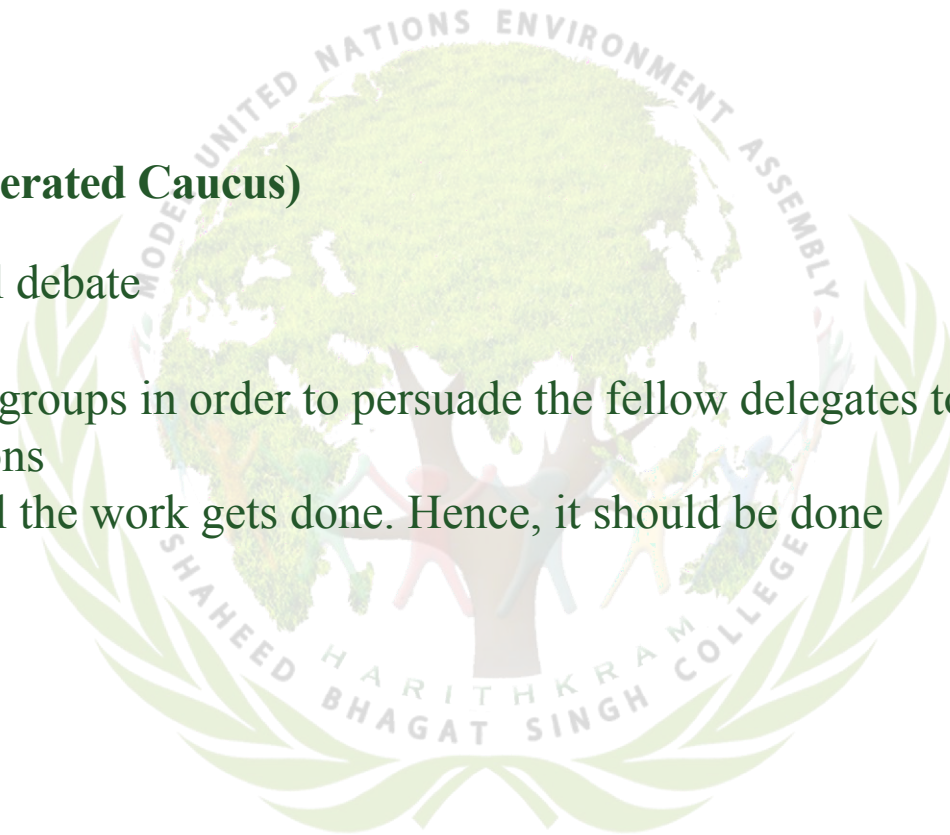 MODEL UNITED NATIONS ENVIRONMENT ASSEMBLY
erated Caucus)
l debate
groups in order to persuade the fellow delegates to
ons
l the work gets done. Hence, it should be done
HARITHKRAM
SHAHEED BHAGAT SINGH COLLEGE